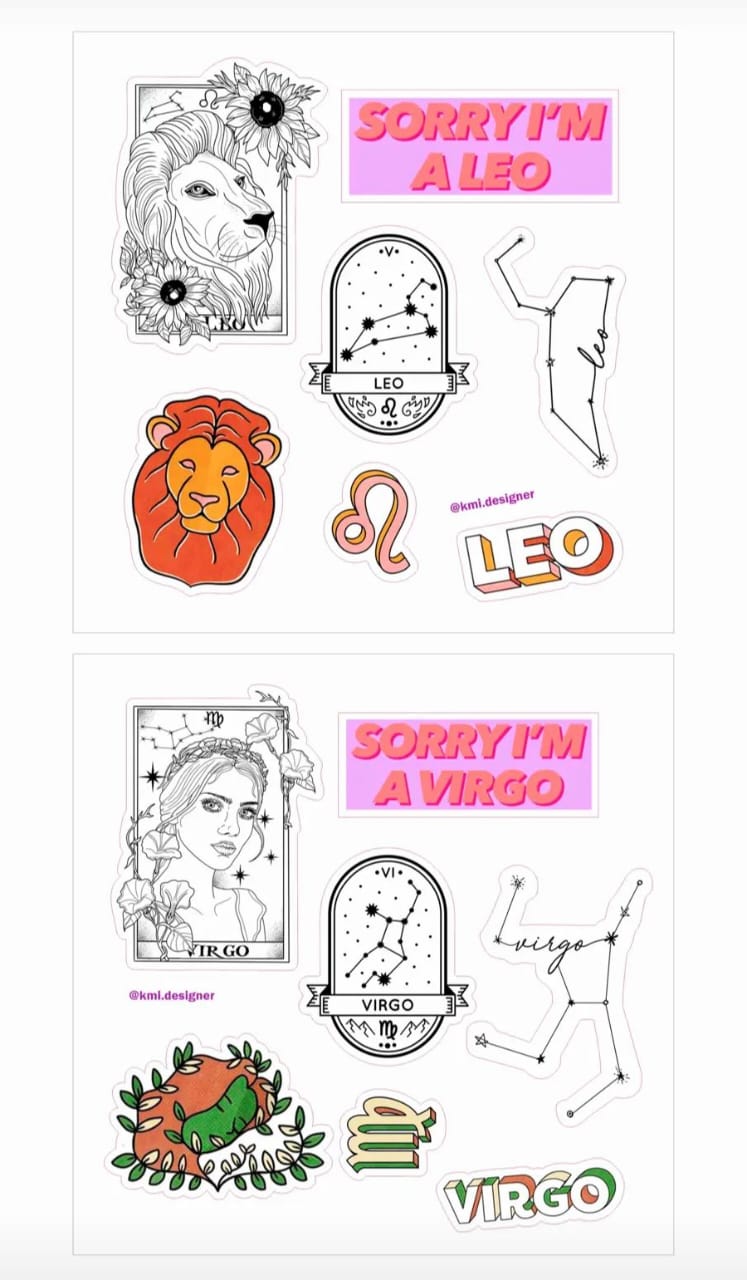 ♌
LEO
SORRY I'M
A LEO
•V•
LEO
♌
leo
♌
@kmi.designer
LEO
♍
VIRGO
SORRY I'M
A VIRGO
•VI•
VIRGO
♍
virgo
@kmi.designer
♍
VIRGO